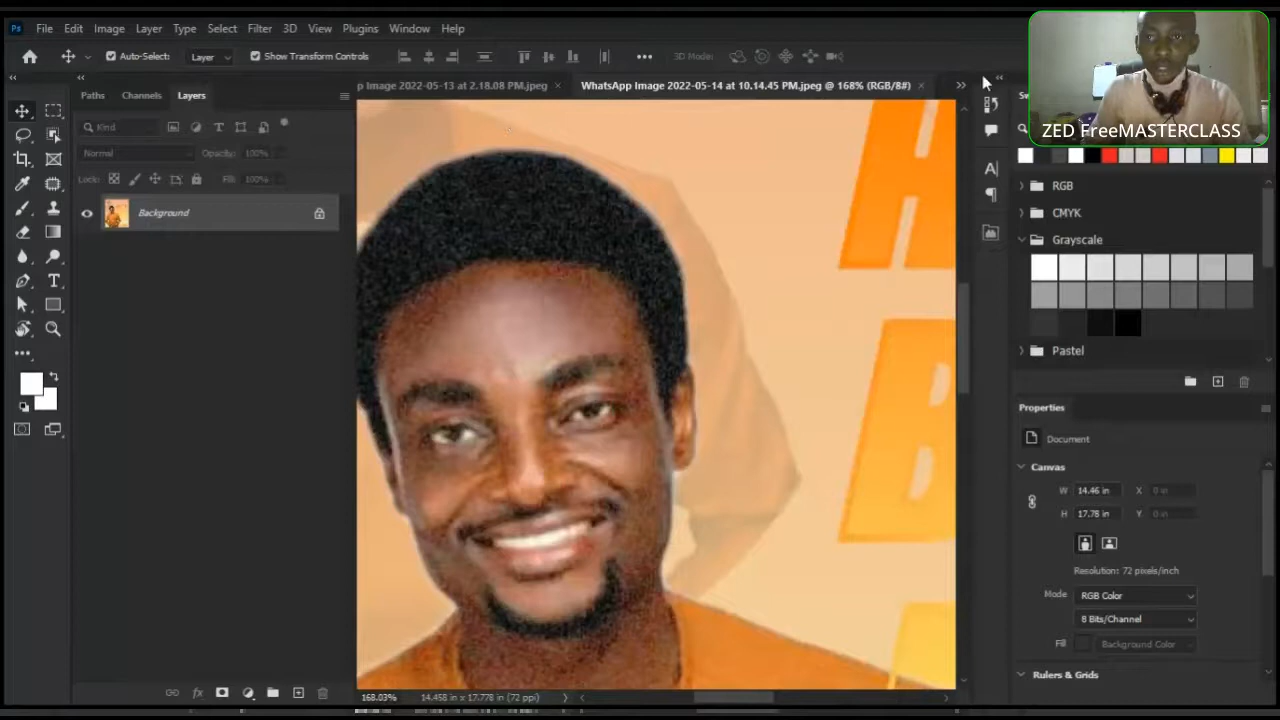 Ps File Edit Image Layer Type Select Filter 3D View Plugins Window Help
Auto-Select: Layer Show Transform Controls 3D Mode:
p Image 2022-05-13 at 2.18.08 PM.jpeg × WhatsApp Image 2022-05-14 at 10.14.45 PM.jpeg @ 168% (RGB/8#) ×
ZED FreeMASTERCLASS
Paths Channels Layers
Kind
Normal Opacity: 100%
Lock: Fill: 100%
Background
H
B
RGB
CMYK
Grayscale
Pastel
Properties
Document
Canvas
W 14.46 in X 0 in
H 17.78 in Y 0 in
Resolution: 72 pixels/inch
Mode RGB Color
8 Bits/Channel
Fill Background Color
Rulers & Grids
fx
168.03% 14.458 in x 17.778 in (72 ppi)